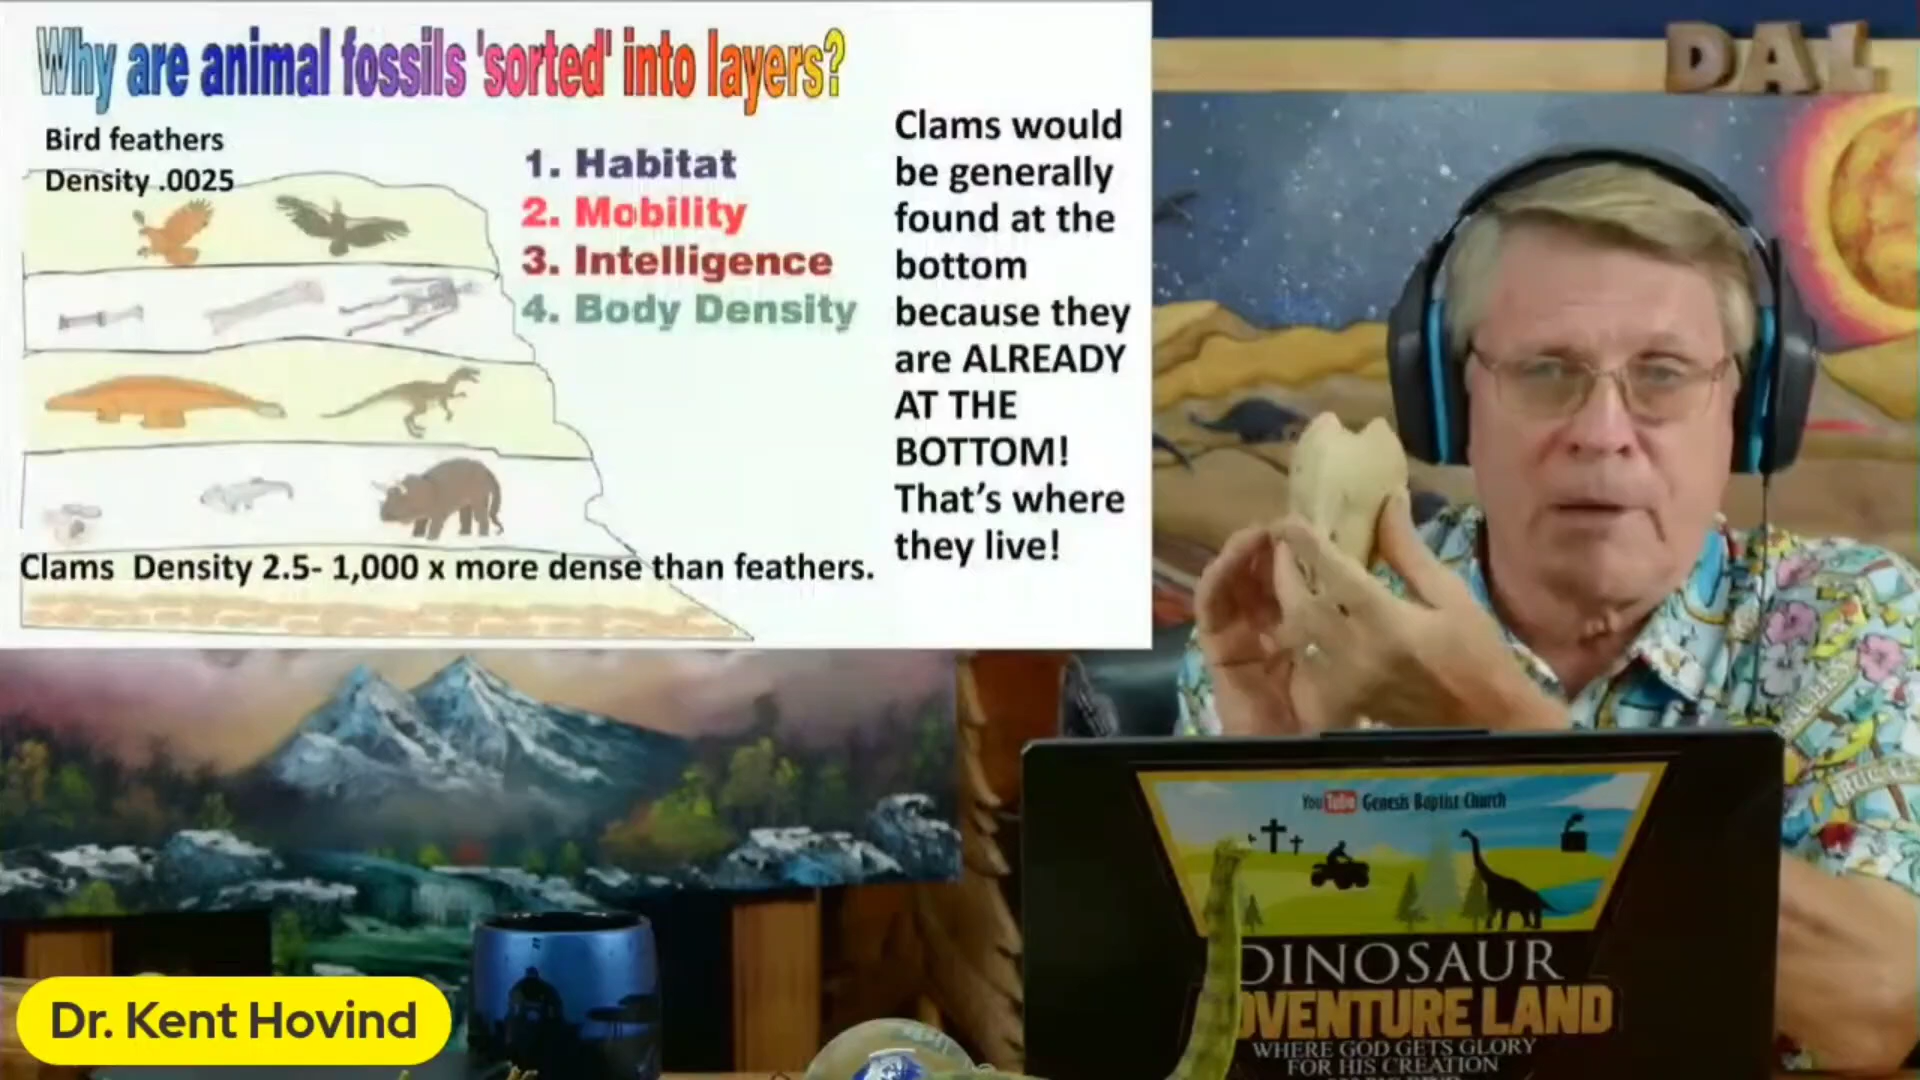 Why are animal fossils 'sorted' into layers?
Bird feathers
Density .0025
1. Habitat
2. Mobility
3. Intelligence
4. Body Density
Clams would
be generally
found at the
bottom
because they
are ALREADY
AT THE
BOTTOM!
That's where
they live!
Clams Density 2.5- 1,000 x more dense than feathers.
DAL
YouTube Genesis Baptist Church
DINOSAUR
ADVENTURE LAND
WHERE GOD GETS GLORY
FOR HIS CREATION
Dr. Kent Hovind